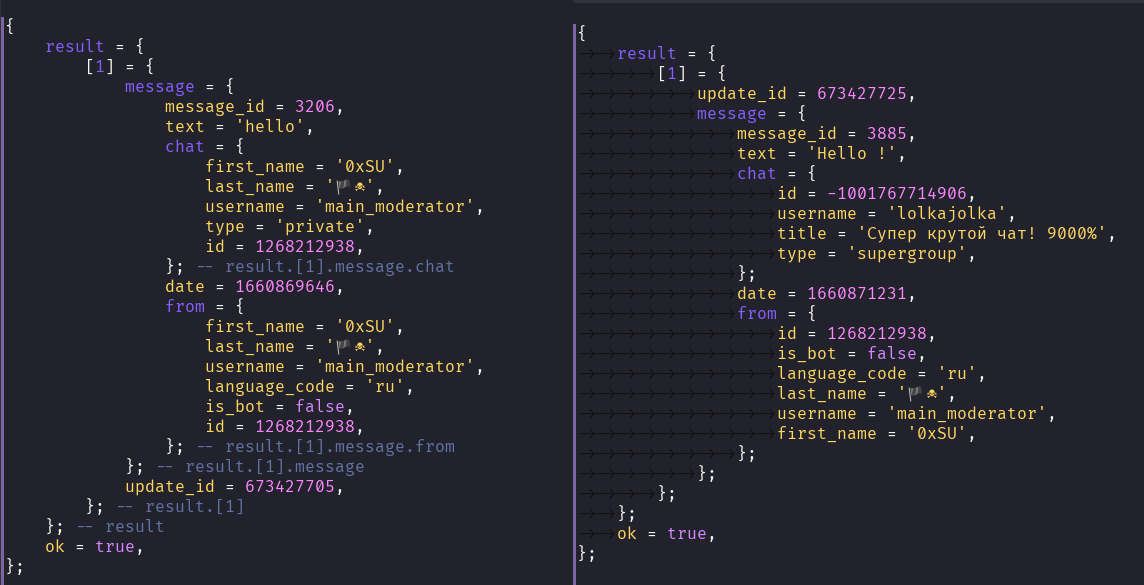 {
    result = {
        [1] = {
            message = {
                message_id = 3206,
                text = 'hello',
                chat = {
                    first_name = '0xSU',
                    last_name = '🏴☠',
                    username = 'main_moderator',
                    type = 'private',
                    id = 1268212938,
                }; -- result.[1].message.chat
                date = 1660869646,
                from = {
                    first_name = '0xSU',
                    last_name = '🏴☠',
                    username = 'main_moderator',
                    language_code = 'ru',
                    is_bot = false,
                    id = 1268212938,
                }; -- result.[1].message.from
            }; -- result.[1].message
            update_id = 673427705,
        }; -- result.[1]
    }; -- result
    ok = true,
};
{
    result = {
        [1] = {
            update_id = 673427725,
            message = {
                message_id = 3885,
                text = 'Hello !',
                chat = {
                    id = -1001767714906,
                    username = 'lolkajolka',
                    title = 'Супер крутой чат! 9000%',
                    type = 'supergroup',
                };
                date = 1660871231,
                from = {
                    id = 1268212938,
                    is_bot = false,
                    language_code = 'ru',
                    last_name = '🏴☠',
                    username = 'main_moderator',
                    first_name = '0xSU',
                };
            };
        };
    };
    ok = true,
};